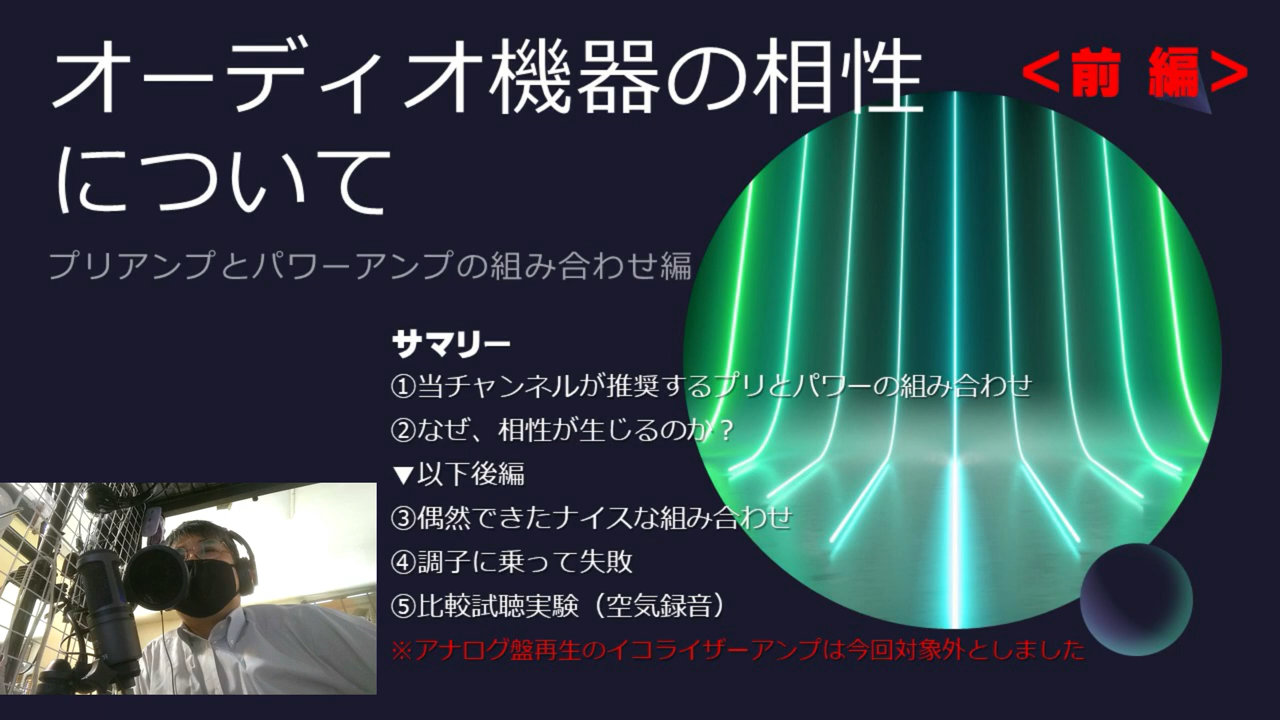 オーディオ機器の相性
<前 編>
について
プリアンプとパワーアンプの組み合わせ編
サマリー
①当チャンネルが推奨するプリとパワーの組み合わせ
②なぜ、相性が生じるのか？
▼以下後編
③偶然できたナイスな組み合わせ
④調子に乗って失敗
⑤比較試聴実験（空気録音）
※アナログ盤再生のイコライザーアンプは今回対象外としました